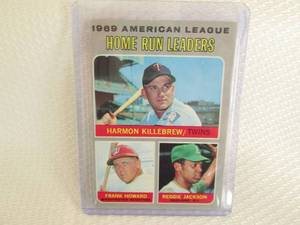 1969 AMERICAN LEAGUE
HOME RUN LEADERS
HARMON KILLEBREW/TWINS
FRANK HOWARD
REGGIE JACKSON